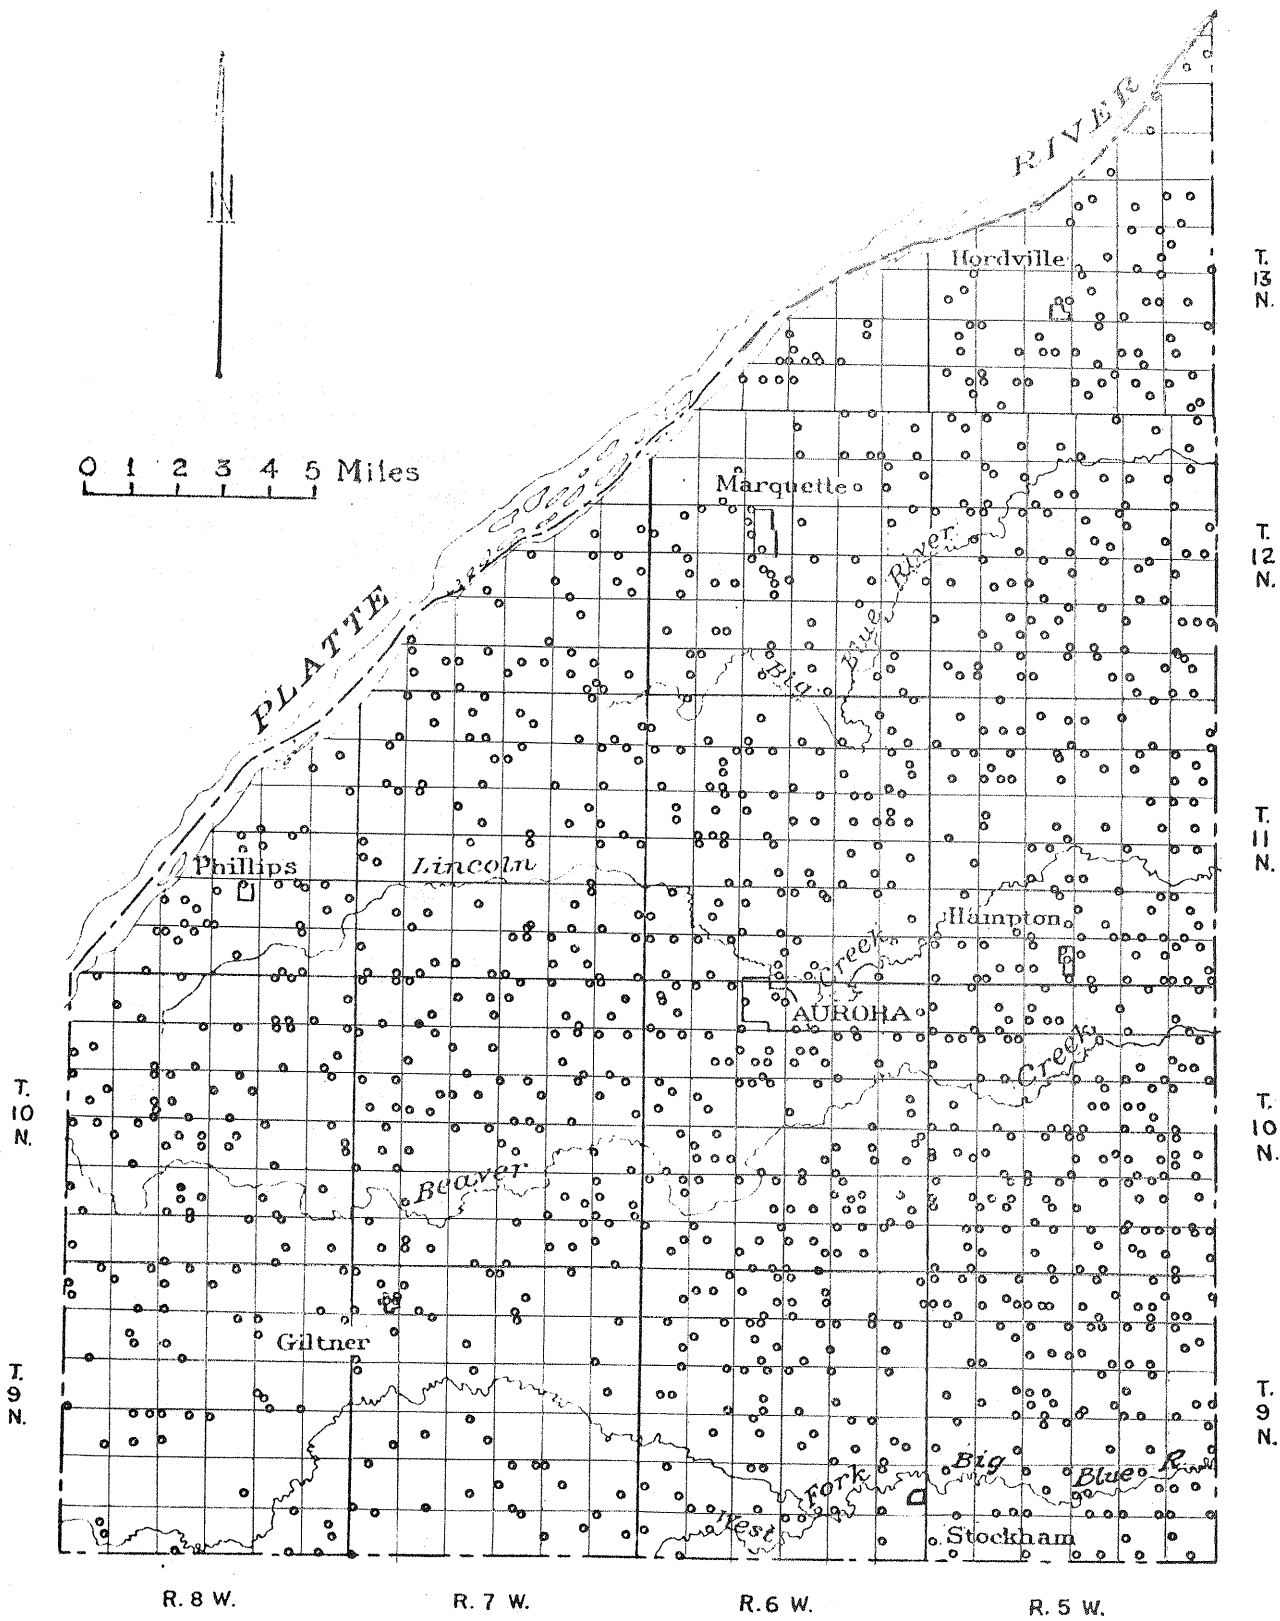 N
RIVER
PLATTE
Hordville
T.
13
N.
0 1 2 3 4 5 Miles
Marquette
T.
12
N.
Big Blue River
T.
11
N.
Phillips
Lincoln Creek
Hampton
AURORA
T.
10
N.
T.
10
N.
Beaver Creek
Giltner
T.
9
N.
T.
9
N.
West Fork Big Blue R
Stockham
R. 8 W. R. 7 W. R. 6 W. R. 5 W.